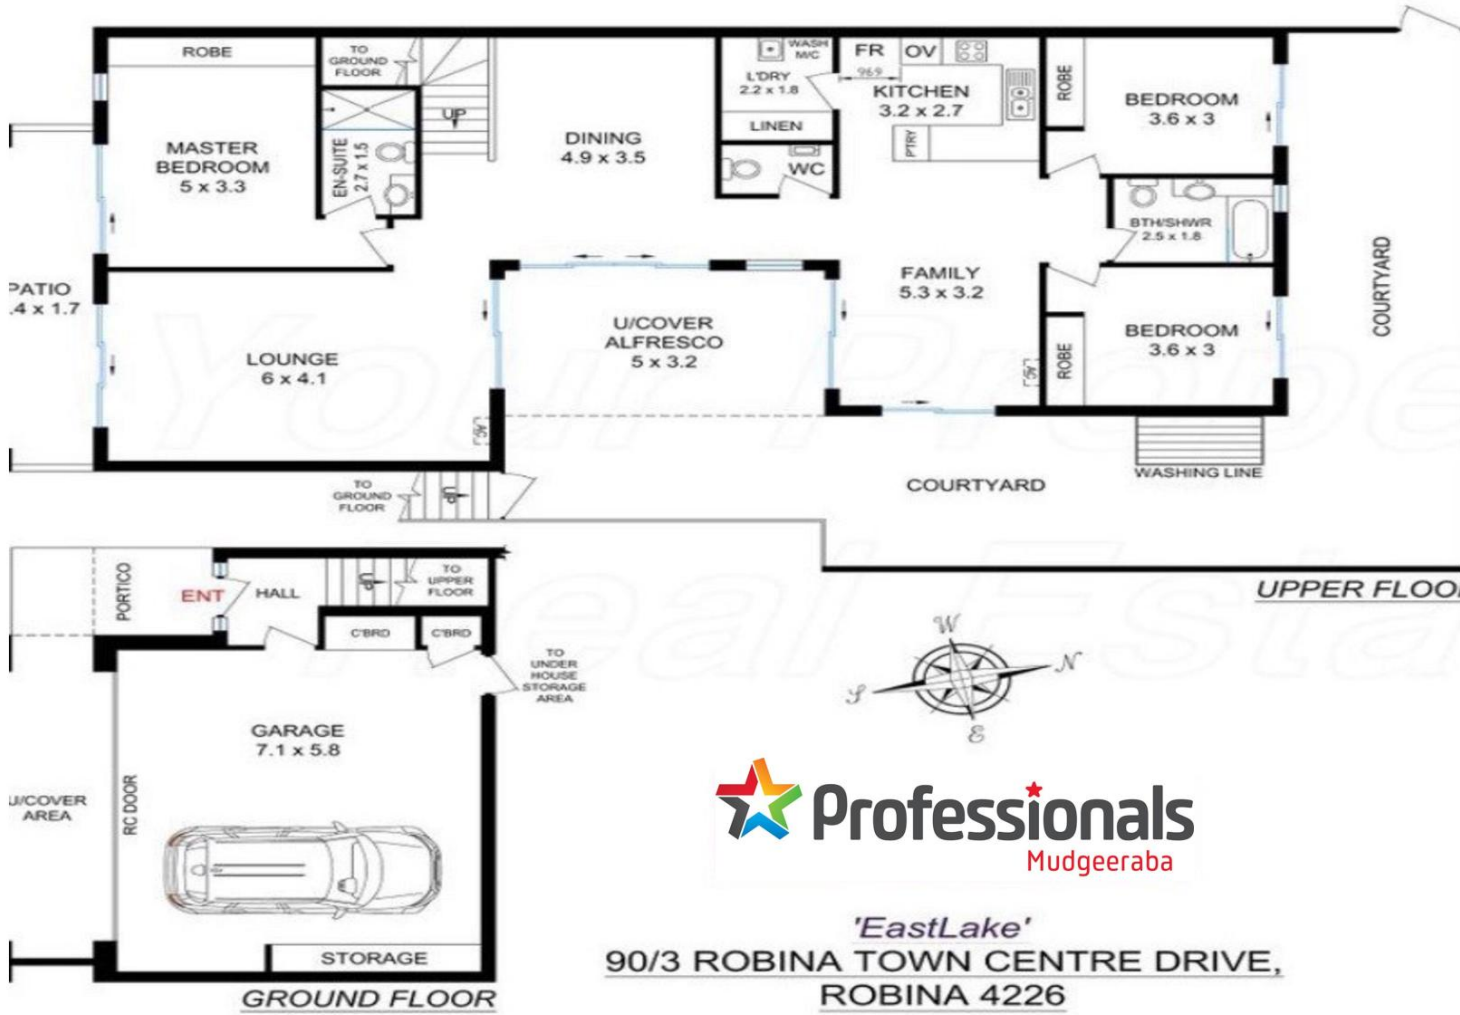 ROBE
TO
GROUND
FLOOR
UP
MASTER
BEDROOM
5 x 3.3
EN-SUITE
2.7 x 1.5
DINING
4.9 x 3.5
WASH
M/C
L'DRY
2.2 x 1.8
LINEN
WC
FR
OV
969
KITCHEN
3.2 x 2.7
PTRY
ROBE
BEDROOM
3.6 x 3
BTH/SHWR
2.5 x 1.8
FAMILY
5.3 x 3.2
PATIO
.4 x 1.7
LOUNGE
6 x 4.1
U/COVER
ALFRESCO
5 x 3.2
ROBE
BEDROOM
3.6 x 3
COURTYARD
WASHING LINE
COURTYARD
TO
GROUND
FLOOR
UP
UPPER FLOO
PORTICO
ENT
HALL
UP
TO
UPPER
FLOOR
C'BRD
C'BRD
TO
UNDER
HOUSE
STORAGE
AREA
GARAGE
7.1 x 5.8
RC DOOR
U/COVER
AREA
STORAGE
GROUND FLOOR
W
N
S
E
Your Prope
Real Esta
Professionals
Mudgeeraba
'EastLake'
90/3 ROBINA TOWN CENTRE DRIVE,
ROBINA 4226